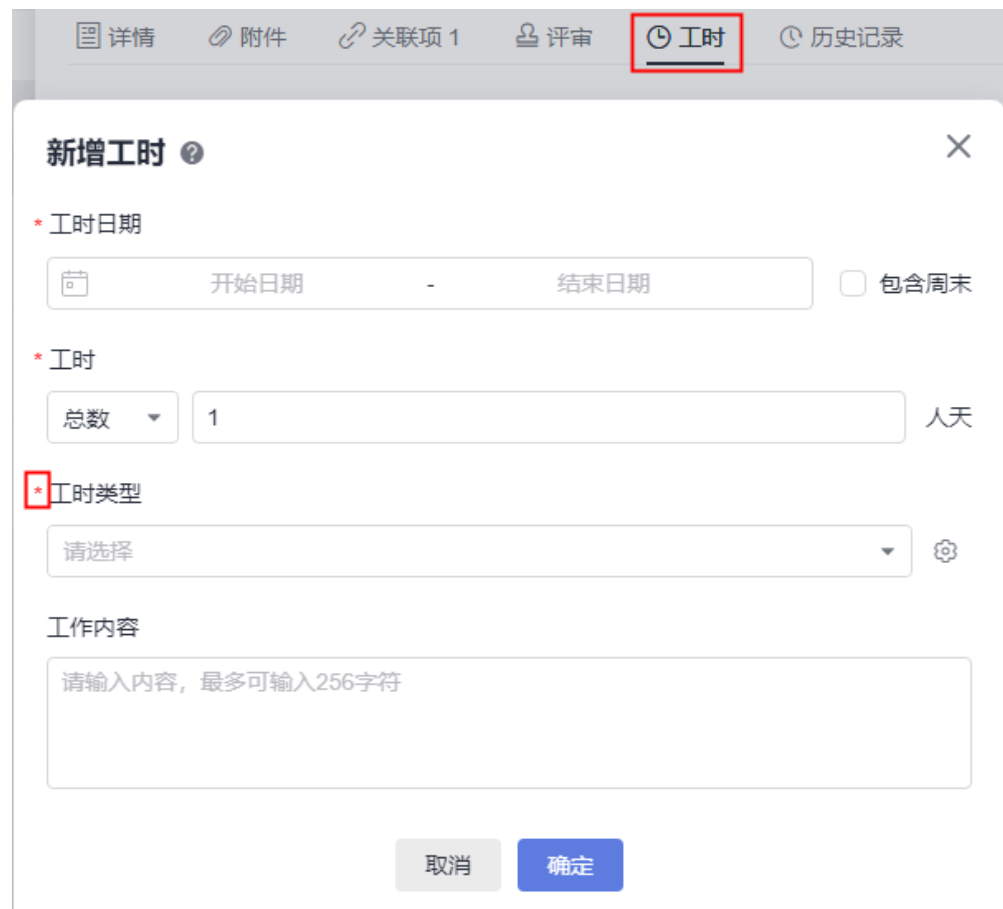 详情 附件 关联项 1 评审 工时 历史记录
新增工时
* 工时日期
开始日期 - 结束日期 包含周末
* 工时
总数 1 人天
* 工时类型
请选择
工作内容
请输入内容，最多可输入256字符
取消 确定